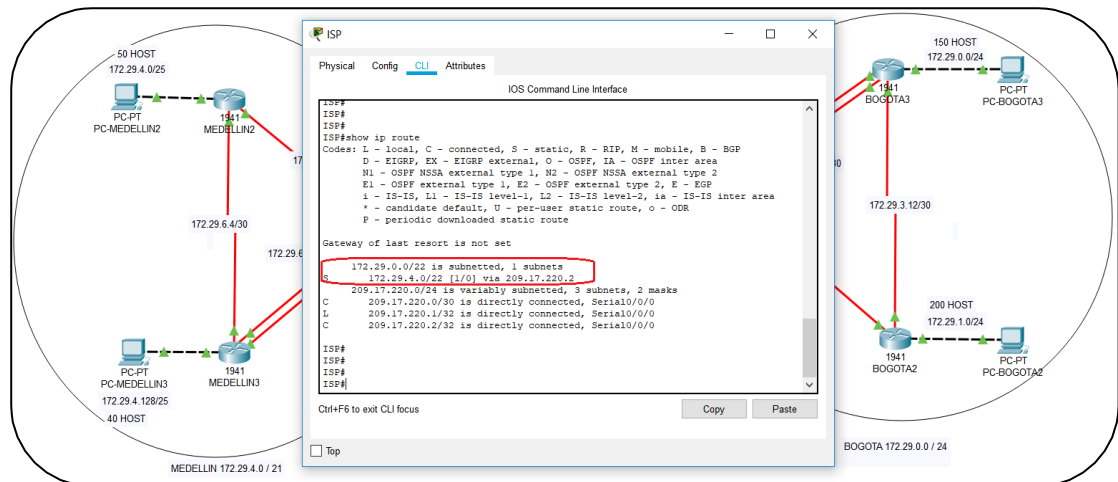 50 HOST
172.29.4.0/25
PC-PT
PC-MEDELLIN2
1941
MEDELLIN2
17
172.29.6.4/30
172.29.6
PC-PT
PC-MEDELLIN3
172.29.4.128/25
40 HOST
1941
MEDELLIN3
MEDELLIN 172.29.4.0 / 21
ISP
Physical Config CLI Attributes
IOS Command Line Interface
ISP#
ISP#
ISP#
ISP#show ip route
Codes: L - local, C - connected, S - static, R - RIP, M - mobile, B - BGP
D - EIGRP, EX - EIGRP external, O - OSPF, IA - OSPF inter area
N1 - OSPF NSSA external type 1, N2 - OSPF NSSA external type 2
E1 - OSPF external type 1, E2 - OSPF external type 2, E - EGP
i - IS-IS, L1 - IS-IS level-1, L2 - IS-IS level-2, ia - IS-IS inter area
* - candidate default, U - per-user static route, o - ODR
P - periodic downloaded static route
Gateway of last resort is not set
172.29.0.0/22 is subnetted, 1 subnets
S 172.29.4.0/22 [1/0] via 209.17.220.2
209.17.220.0/24 is variably subnetted, 3 subnets, 2 masks
C 209.17.220.0/30 is directly connected, Serial0/0/0
L 209.17.220.1/32 is directly connected, Serial0/0/0
C 209.17.220.2/32 is directly connected, Serial0/0/0
ISP#
ISP#
ISP#
ISP#
Ctrl+F6 to exit CLI focus
Copy Paste
Top
150 HOST
172.29.0.0/24
1941
BOGOTA3
PC-PT
PC-BOGOTA3
30
172.29.3.12/30
200 HOST
172.29.1.0/24
1941
BOGOTA2
PC-PT
PC-BOGOTA2
BOGOTA 172.29.0.0 / 24